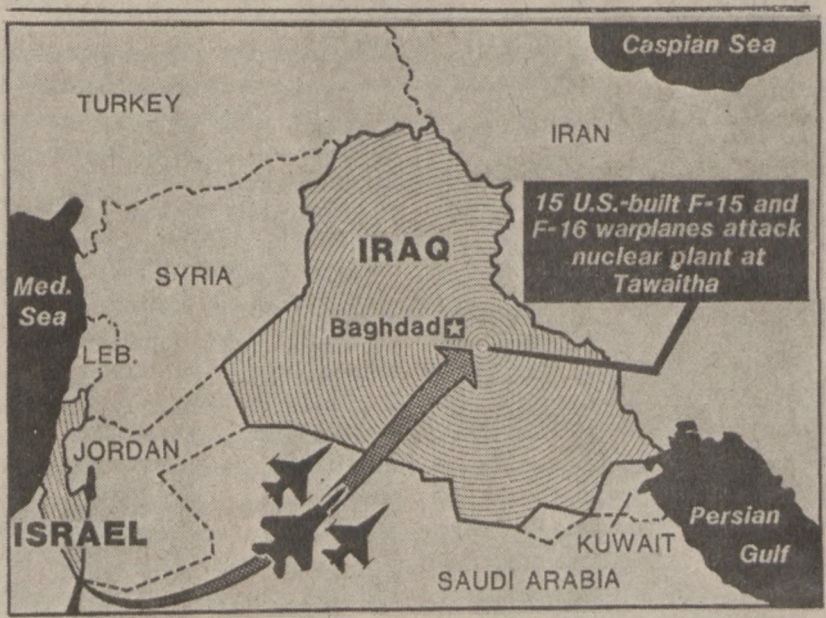 Caspian Sea
TURKEY
IRAN
15 U.S.-built F-15 and
F-16 warplanes attack
nuclear plant at
Tawaitha
IRAQ
SYRIA
Med.
Sea
Baghdad
LEB.
JORDAN
ISRAEL
Persian
Gulf
KUWAIT
SAUDI ARABIA